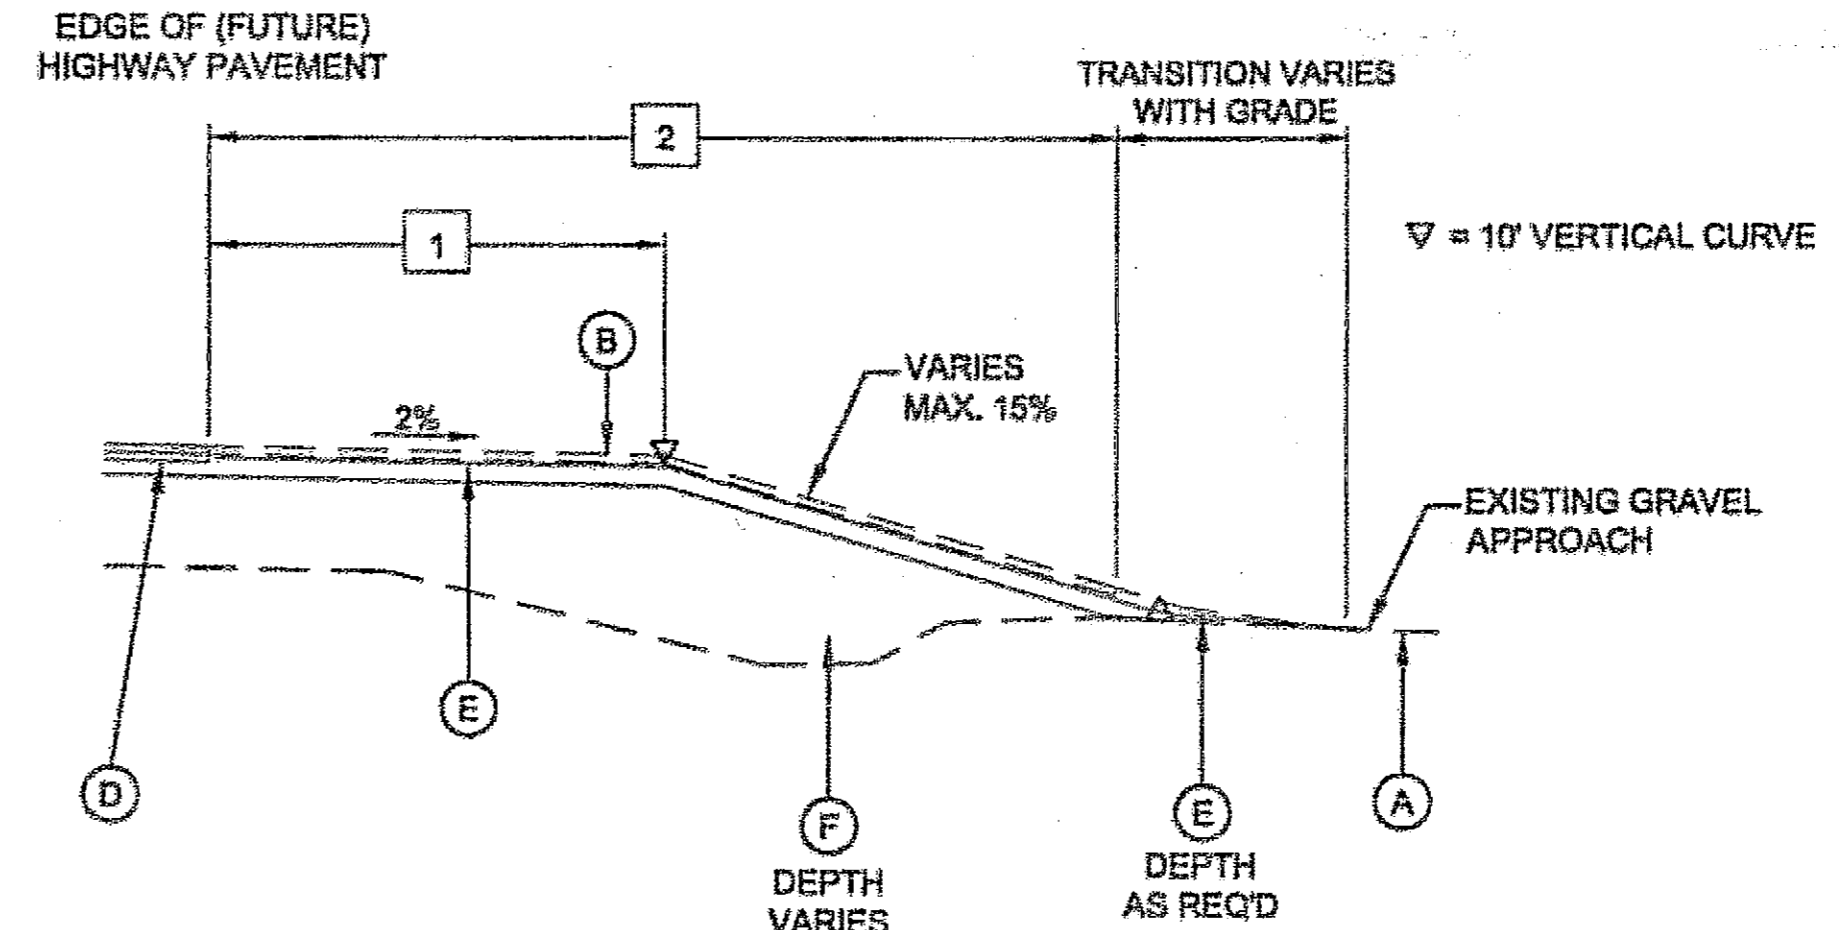 EDGE OF (FUTURE)
HIGHWAY PAVEMENT
TRANSITION VARIES
WITH GRADE
2
1
▽ = 10' VERTICAL CURVE
B
VARIES
MAX. 15%
2%
EXISTING GRAVEL
APPROACH
E
D
F
DEPTH
VARIES
E
DEPTH
AS REQ'D
A